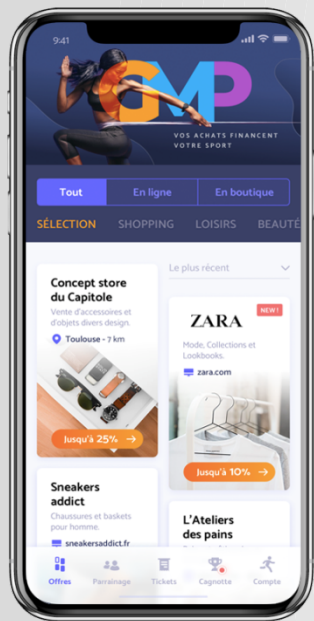 9:41
GMP
VOS ACHATS FINANCENT
VOTRE SPORT
Tout
En ligne
En boutique
SÉLECTION
SHOPPING
LOISIRS
BEAUTÉ
Concept store
du Capitole
Vente d'accessoires et
d'objets divers design.
Toulouse - 7 km
Jusqu'à 25% →
Sneakers
addict
Chaussures et baskets
pour homme.
sneakersaddict.fr
Le plus récent
NEW !
ZARA
Mode, Collections et
Lookbooks.
zara.com
Jusqu'à 10% →
L'Ateliers
des pains
Offres
Parrainage
Tickets
Cagnotte
Compte